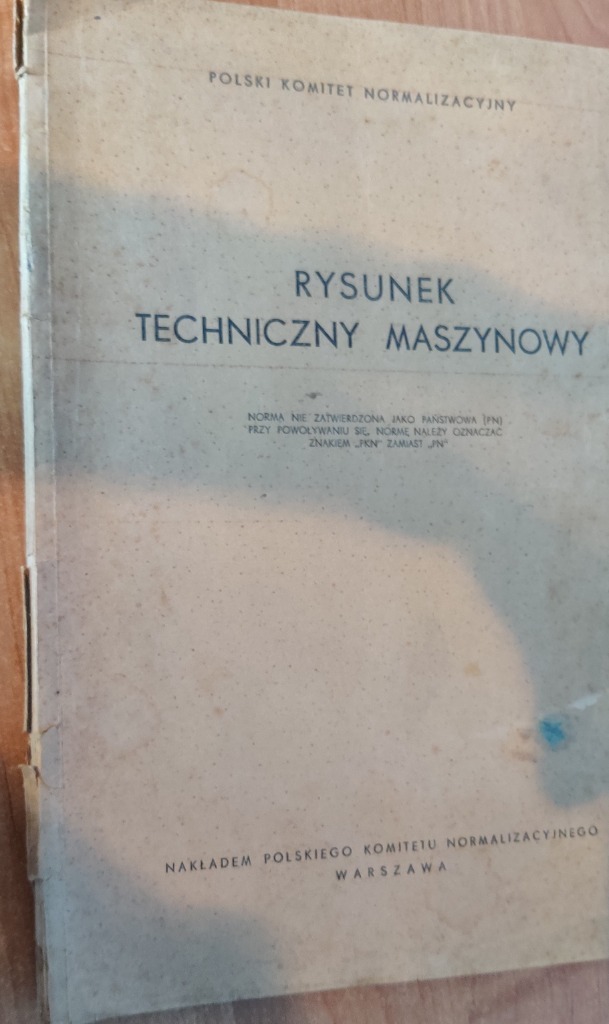 POLSKI KOMITET NORMALIZACYJNY
RYSUNEK
TECHNICZNY MASZYNOWY
NORMA NIE ZATWIERDZONA JAKO PAŃSTWOWA (PN)
PRZY POWOŁYWANIU SIĘ, NORMĘ NALEŻY OZNACZAĆ
ZNAKIEM „PKN" ZAMIAST „PN"
NAKŁADEM POLSKIEGO KOMITETU NORMALIZACYJNEGO
WARSZAWA